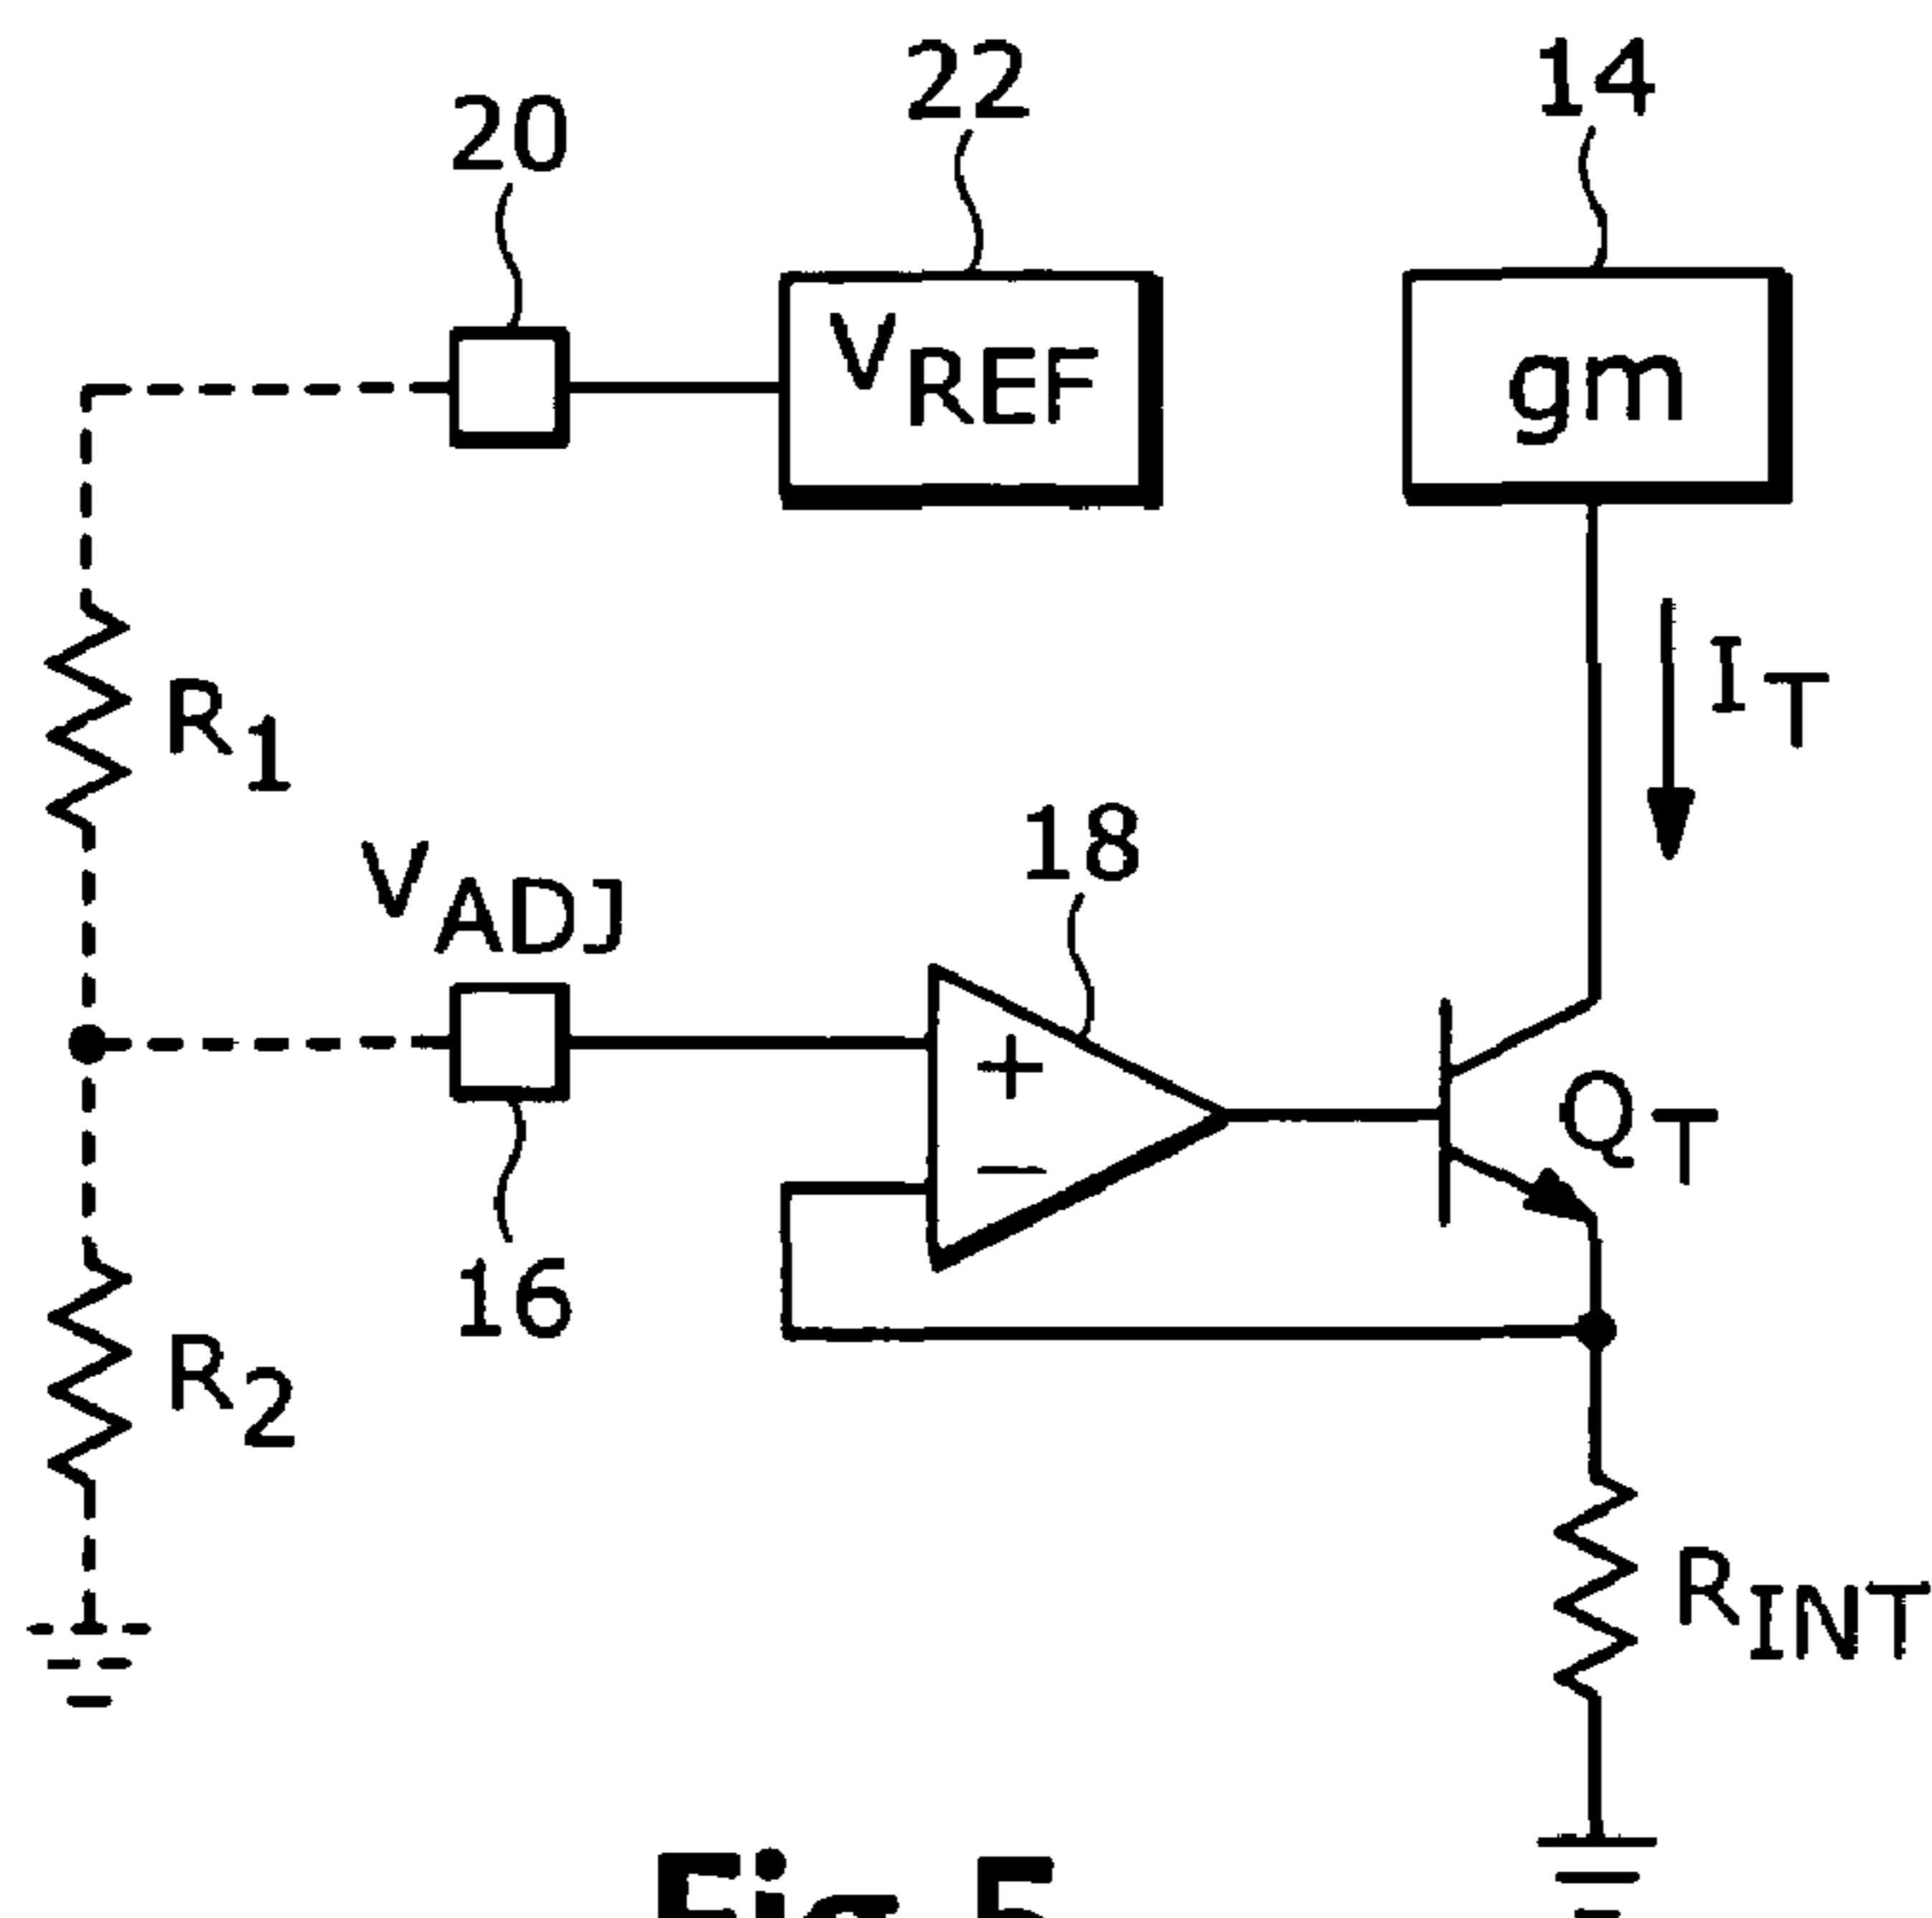 22
14
20
VREF
gm
R1
IT
VADJ
18
+
−
QT
16
R2
RINT
Fig.5